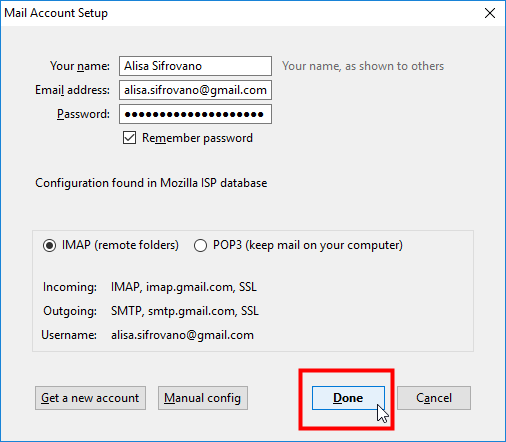 Mail Account Setup
Your name: Alisa Sifrovano Your name, as shown to others
Email address: alisa.sifrovano@gmail.com
Password: ●●●●●●●●●●●●●●●●●●●●
Remember password
Configuration found in Mozilla ISP database
IMAP (remote folders) POP3 (keep mail on your computer)
Incoming: IMAP, imap.gmail.com, SSL
Outgoing: SMTP, smtp.gmail.com, SSL
Username: alisa.sifrovano@gmail.com
Get a new account Manual config Done Cancel